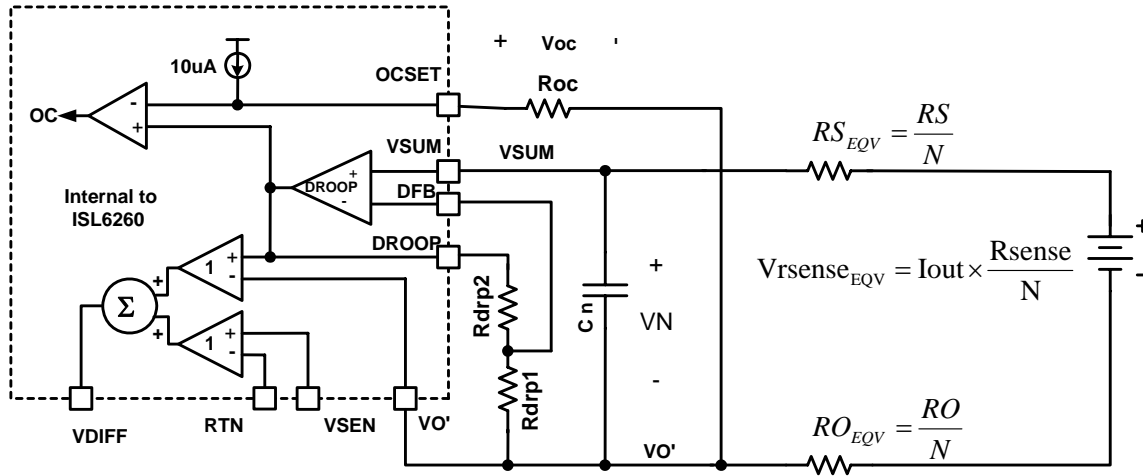 + Voc '
10uA
OCSET
Roc
OC
-
+
VSUM
VSUM
RS_EQV = RS/N
DROOP
+
-
DFB
Internal to
ISL6260
DROOP
+
Vrsense_EQV = Iout × Rsense/N
+
-
1
+
-
Rdrp2
Cn
+
VN
-
Σ
+
+
1
+
-
Rdrp1
VDIFF
RTN
VSEN
VO'
VO'
RO_EQV = RO/N